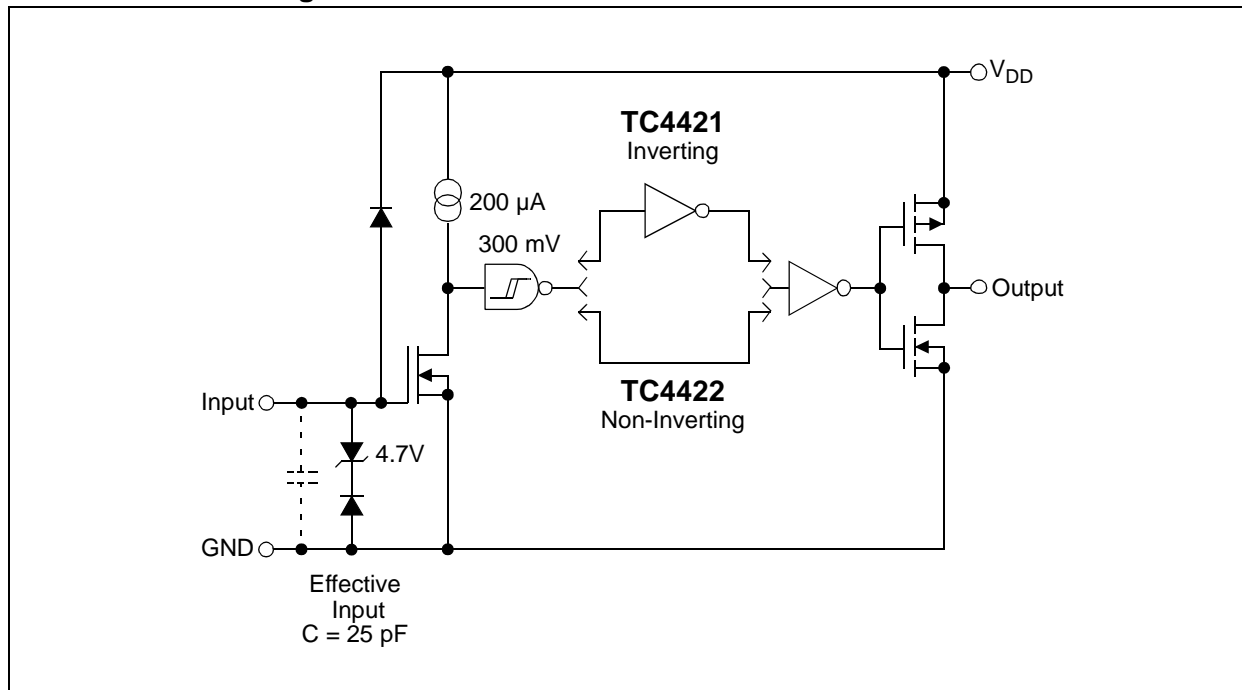 V_DD
TC4421
Inverting
200 µA
300 mV
Output
TC4422
Non-Inverting
Input
4.7V
GND
Effective
Input
C = 25 pF